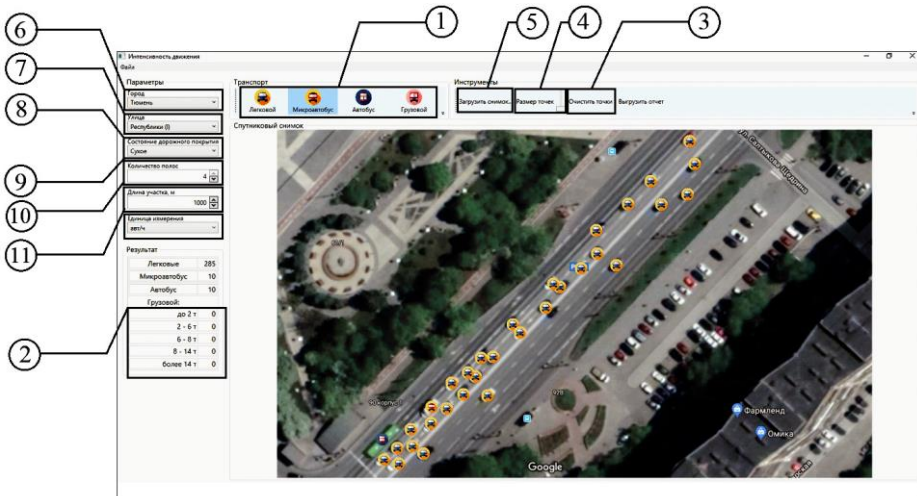 1
5
4
3
6
7
8
9
10
11
2
Интенсивность движения
Файл
Параметры
Город
Тюмень
Улица
Республики (I)
Состояние дорожного покрытия
Сухое
Количество полос
4
Длина участка, м
1000
Единица измерения
авт/ч
Результат
Легковые 285
Микроавтобус 10
Автобус 10
Грузовой:
до 2 т 0
2 - 6 т 0
6 - 8 т 0
8 - 14 т 0
более 14 т 0
Транспорт
Легковой Микроавтобус Автобус Грузовой
Инструменты
Загрузить снимок... Размер точек Очистить точки Выгрузить отчет
Спутниковый снимок
ул. Салтыкова-Щедрина
Фармленд
Омика
Google